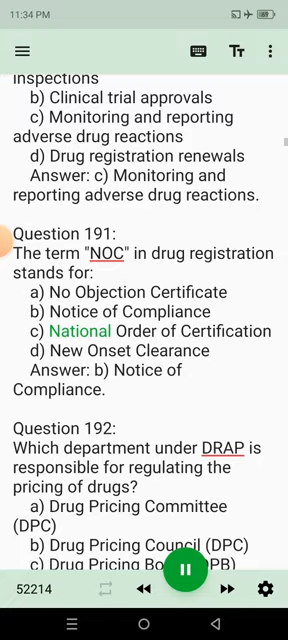 11:34 PM
inspections
b) Clinical trial approvals
c) Monitoring and reporting
adverse drug reactions
d) Drug registration renewals
Answer: c) Monitoring and
reporting adverse drug reactions.
Question 191:
The term "NOC" in drug registration
stands for:
a) No Objection Certificate
b) Notice of Compliance
c) National Order of Certification
d) New Onset Clearance
Answer: b) Notice of
Compliance.
Question 192:
Which department under DRAP is
responsible for regulating the
pricing of drugs?
a) Drug Pricing Committee
(DPC)
b) Drug Pricing Council (DPC)
c) Drug Pricing
52214